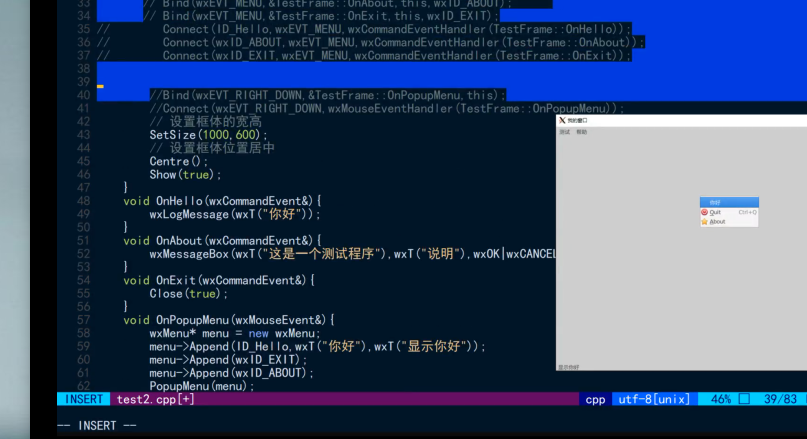 33 // Bind(wxEVT_MENU,&TestFrame::OnAbout,this,wxID_ABOUT);
34 // Bind(wxEVT_MENU,&TestFrame::OnExit,this,wxID_EXIT);
35 // Connect(ID_Hello,wxEVT_MENU,wxCommandEventHandler(TestFrame::OnHello));
36 // Connect(wxID_ABOUT,wxEVT_MENU,wxCommandEventHandler(TestFrame::OnAbout));
37 // Connect(wxID_EXIT,wxEVT_MENU,wxCommandEventHandler(TestFrame::OnExit));
38
39
40 //Bind(wxEVT_RIGHT_DOWN,&TestFrame::OnPopupMenu,this);
41 //Connect(wxEVT_RIGHT_DOWN,wxMouseEventHandler(TestFrame::OnPopupMenu));
42 // 设置框体的宽高
43 SetSize(1000,600);
44 // 设置框体位置居中
45 Centre();
46 Show(true);
47 }
48 void OnHello(wxCommandEvent&){
49 wxLogMessage(wxT("你好"));
50 }
51 void OnAbout(wxCommandEvent&){
52 wxMessageBox(wxT("这是一个测试程序"),wxT("说明"),wxOK|wxCANCEL
53 }
54 void OnExit(wxCommandEvent&){
55 Close(true);
56 }
57 void OnPopupMenu(wxMouseEvent&){
58 wxMenu* menu = new wxMenu;
59 menu->Append(ID_Hello,wxT("你好"),wxT("显示你好"));
60 menu->Append(wxID_EXIT);
61 menu->Append(wxID_ABOUT);
62 PopupMenu(menu);
我的窗口
测试 帮助
你好
Quit Ctrl+Q
About
显示你好
INSERT test2.cpp[+] cpp utf-8[unix] 46% 39/83
-- INSERT --